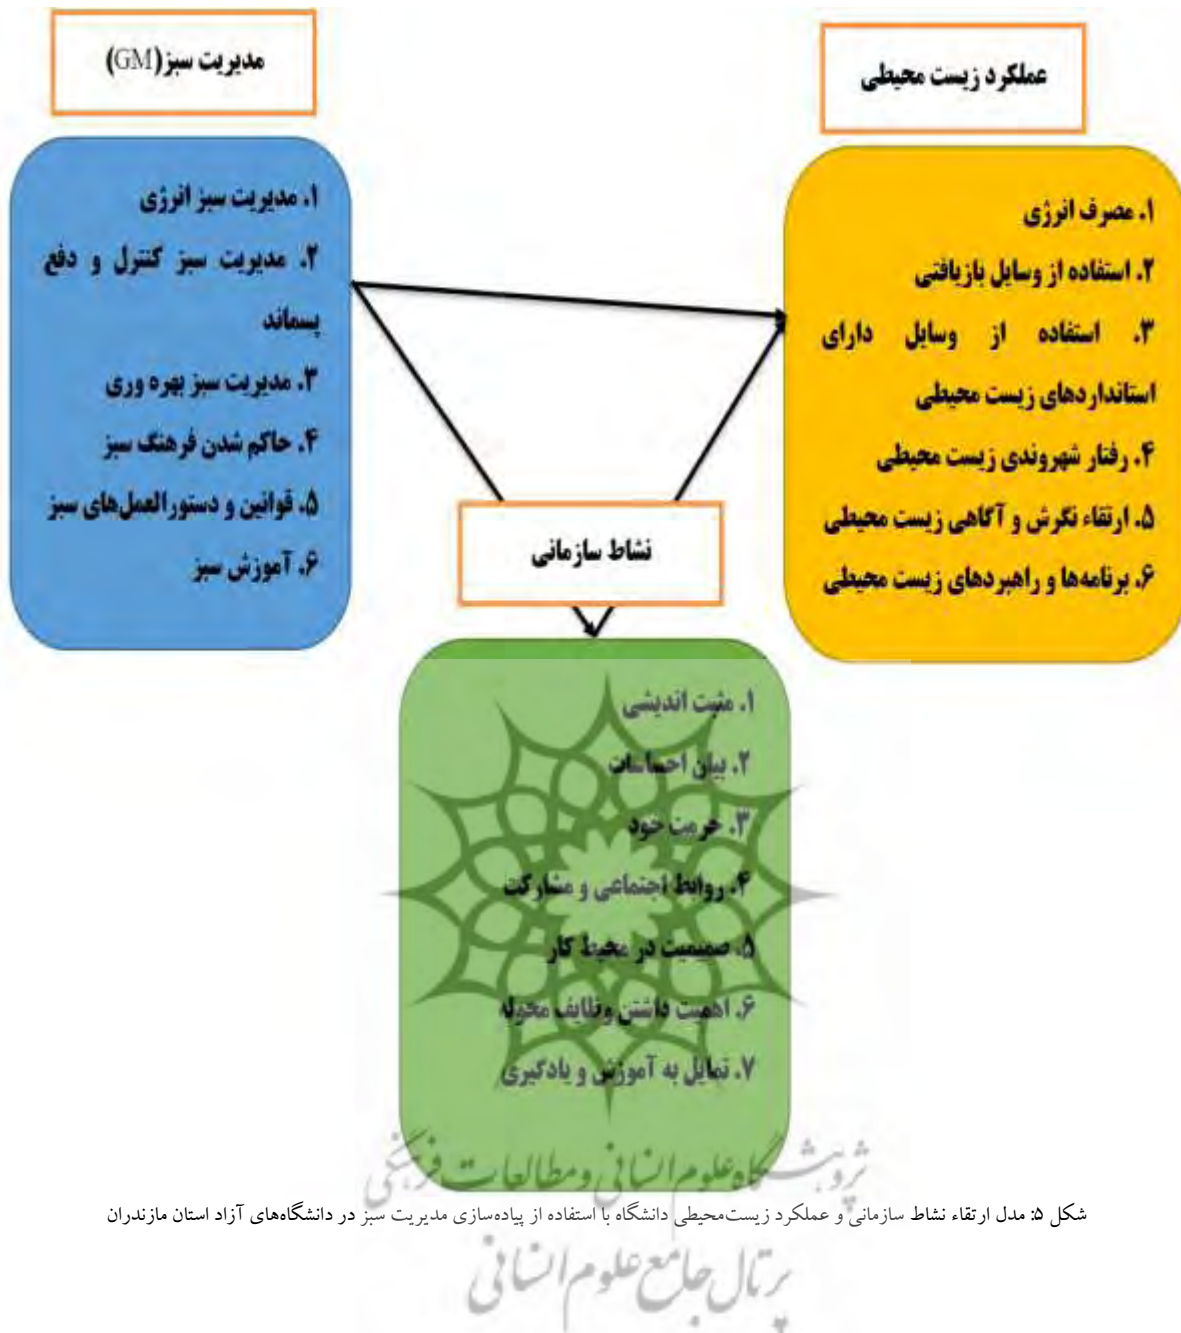 مدیریت سبز(GM)
۱. مدیریت سبز انرژی
۲. مدیریت سبز کنترل و دفع
پسماند
۳. مدیریت سبز بهره وری
۴. حاکم شدن فرهنگ سبز
۵. قوانین و دستورالعمل‌های سبز
۶. آموزش سبز
عملکرد زیست محیطی
۱. مصرف انرژی
۲. استفاده از وسایل بازیافتی
۳. استفاده از وسایل دارای
استانداردهای زیست محیطی
۴. رفتار شهروندی زیست محیطی
۵. ارتقاء نگرش و آگاهی زیست محیطی
۶. برنامه‌ها و راهبردهای زیست محیطی
نشاط سازمانی
۱. مثبت اندیشی
۲. بیان احساسات
۳. حرمت خود
۴. روابط اجتماعی و مشارکت
۵. صمیمیت در محیط کار
۶. اهمیت داشتن وظایف محوله
۷. تمایل به آموزش و یادگیری
پژوهشگاه علوم انسانی و مطالعات فرهنگی
شکل ۵: مدل ارتقاء نشاط سازمانی و عملکرد زیست‌محیطی دانشگاه با استفاده از پیاده‌سازی مدیریت سبز در دانشگاه‌های آزاد استان مازندران
پرتال جامع علوم انسانی